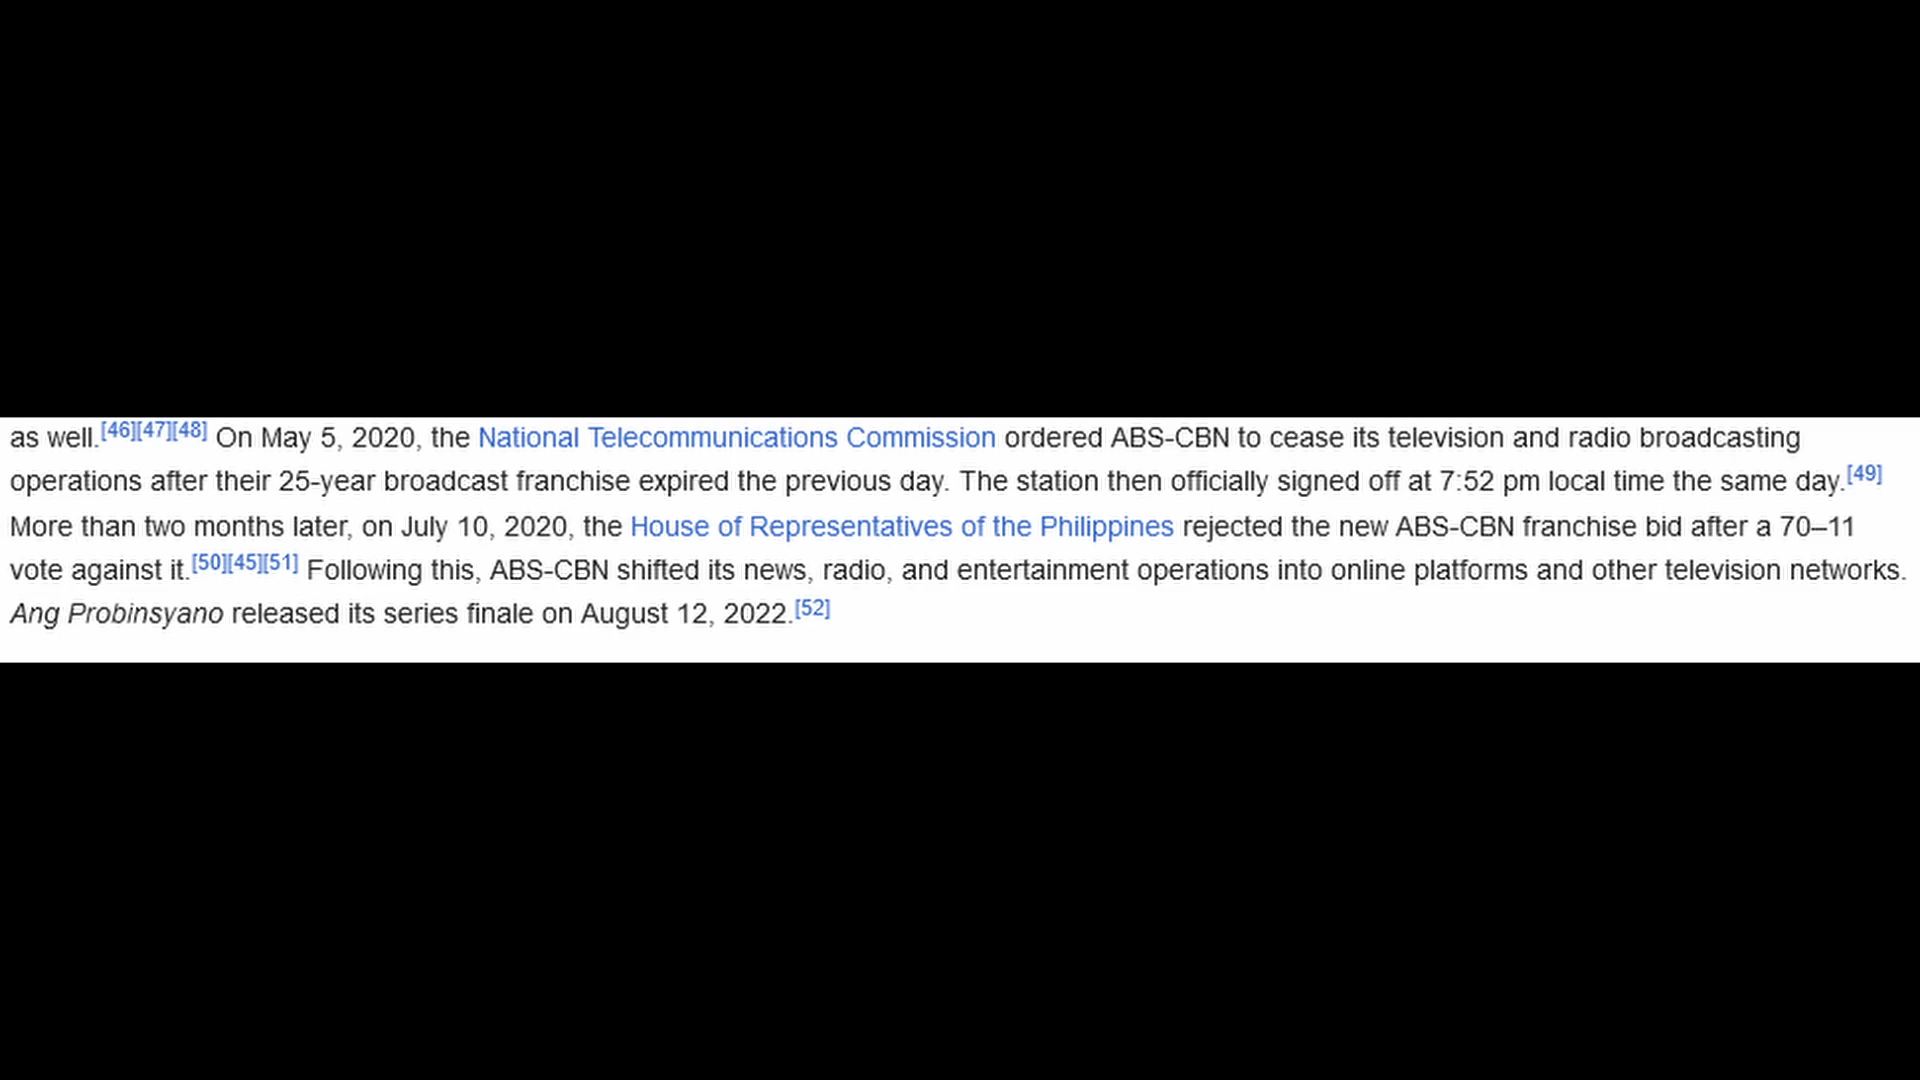 as well.[46][47][48] On May 5, 2020, the National Telecommunications Commission ordered ABS-CBN to cease its television and radio broadcasting
operations after their 25-year broadcast franchise expired the previous day. The station then officially signed off at 7:52 pm local time the same day.[49]
More than two months later, on July 10, 2020, the House of Representatives of the Philippines rejected the new ABS-CBN franchise bid after a 70–11
vote against it.[50][45][51] Following this, ABS-CBN shifted its news, radio, and entertainment operations into online platforms and other television networks.
Ang Probinsyano released its series finale on August 12, 2022.[52]